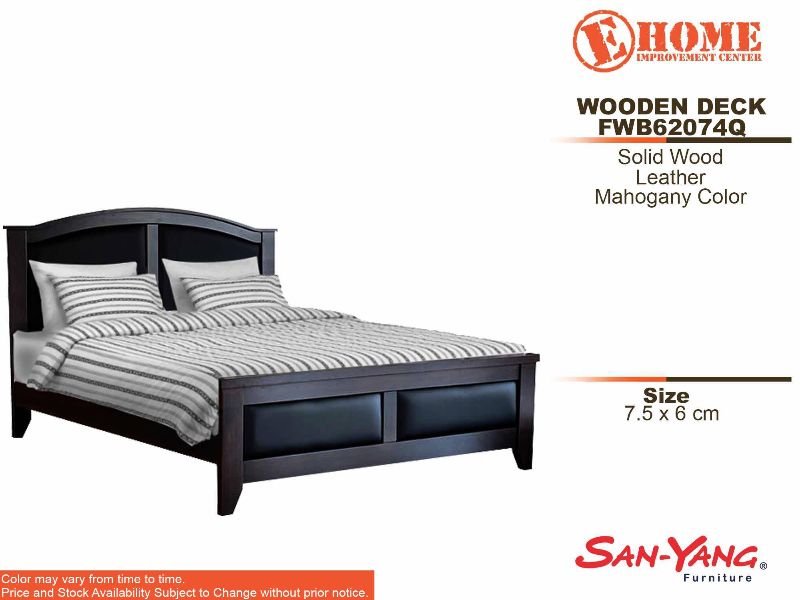 E HOME
IMPROVEMENT CENTER
WOODEN DECK
FWB62074Q
Solid Wood
Leather
Mahogany Color
Size
7.5 x 6 cm
SAN-YANG®
Furniture
Color may vary from time to time.
Price and Stock Availability Subject to Change without prior notice.